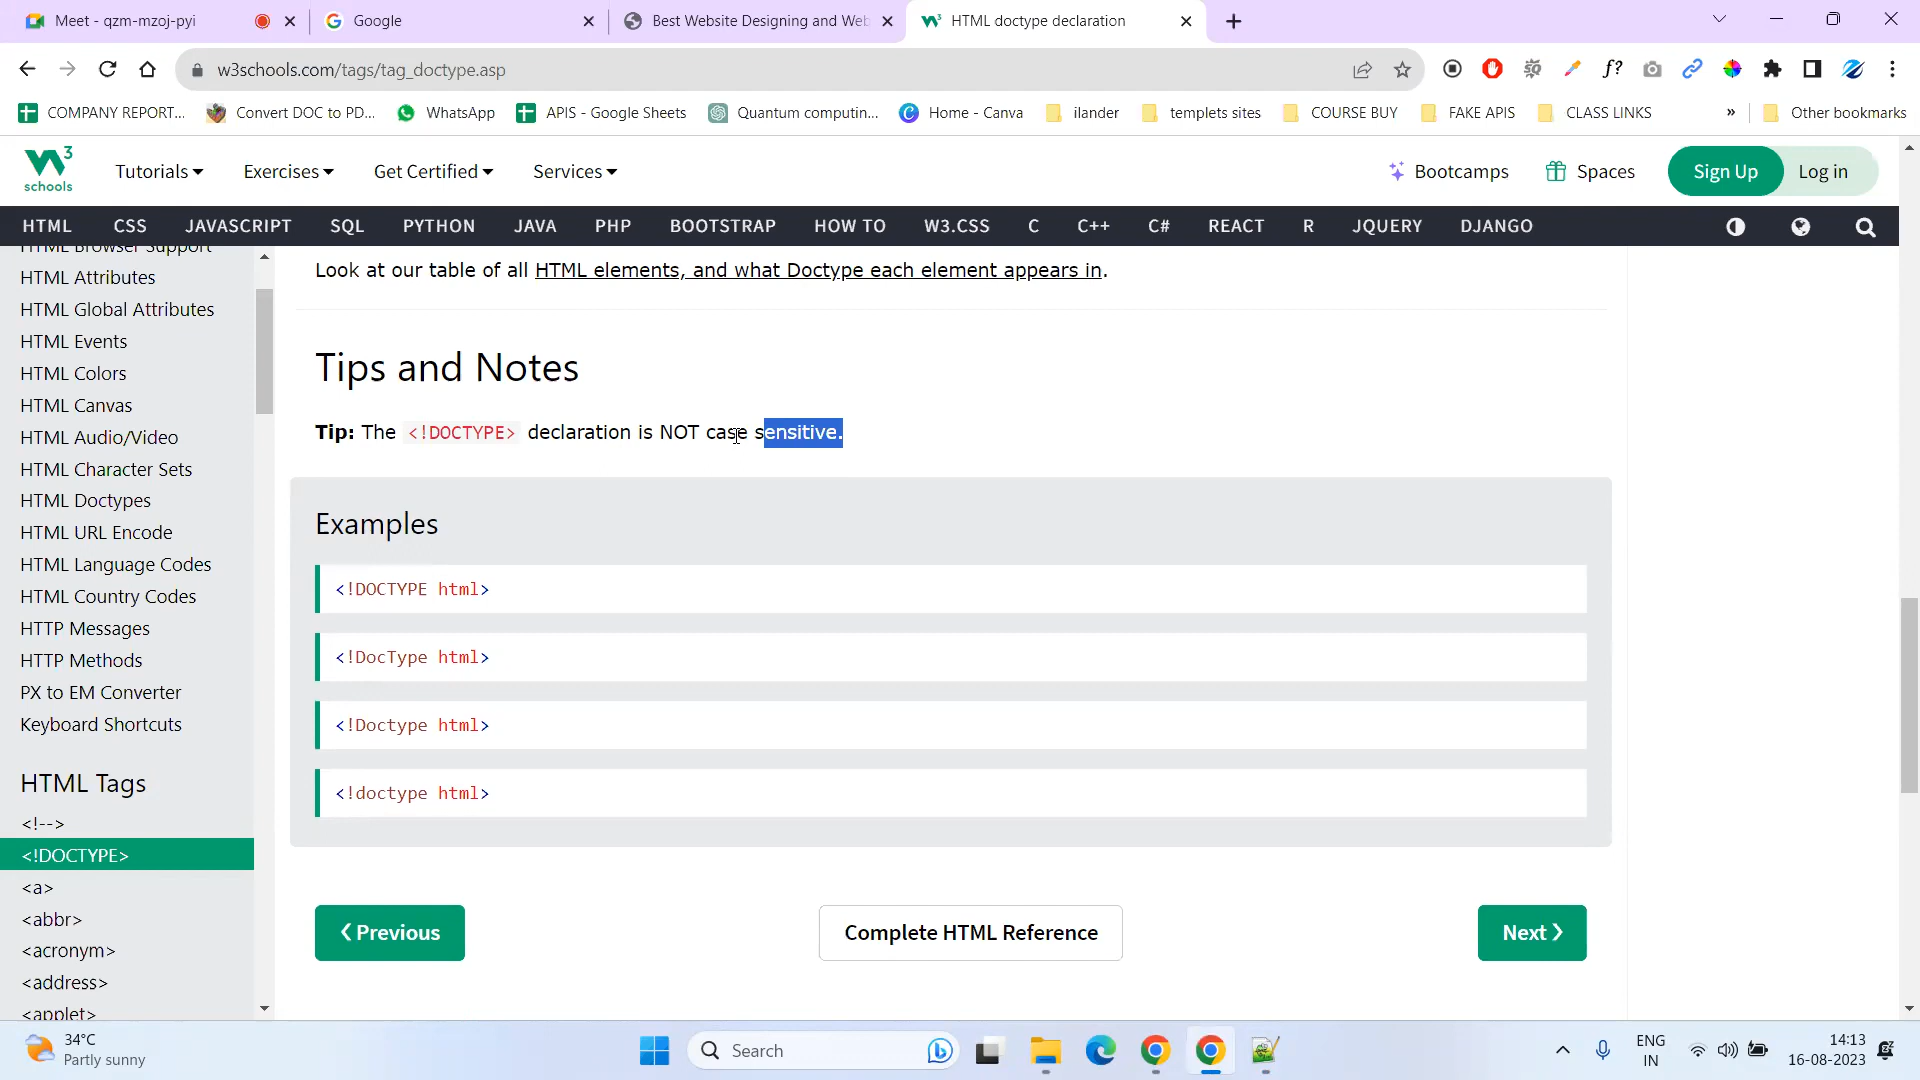 Meet - qzm-mzoj-pyi
Google
Best Website Designing and Web
HTML doctype declaration
w3schools.com/tags/tag_doctype.asp
COMPANY REPORT...
Convert DOC to PD...
WhatsApp
APIS - Google Sheets
Quantum computin...
Home - Canva
ilander
templets sites
COURSE BUY
FAKE APIS
CLASS LINKS
»
Other bookmarks
W3 schools
Tutorials
Exercises
Get Certified
Services
Bootcamps
Spaces
Sign Up
Log in
HTML
CSS
JAVASCRIPT
SQL
PYTHON
JAVA
PHP
BOOTSTRAP
HOW TO
W3.CSS
C
C++
C#
REACT
R
JQUERY
DJANGO
HTML Browser Support
HTML Attributes
HTML Global Attributes
HTML Events
HTML Colors
HTML Canvas
HTML Audio/Video
HTML Character Sets
HTML Doctypes
HTML URL Encode
HTML Language Codes
HTML Country Codes
HTTP Messages
HTTP Methods
PX to EM Converter
Keyboard Shortcuts
HTML Tags
<!-->
<!DOCTYPE>
<a>
<abbr>
<acronym>
<address>
<applet>
Look at our table of all HTML elements, and what Doctype each element appears in.
Tips and Notes
Tip: The <!DOCTYPE> declaration is NOT case sensitive.
Examples
<!DOCTYPE html>
<!DocType html>
<!Doctype html>
<!doctype html>
❮ Previous
Complete HTML Reference
Next ❯
34°C
Partly sunny
Search
ENG
IN
14:13
16-08-2023